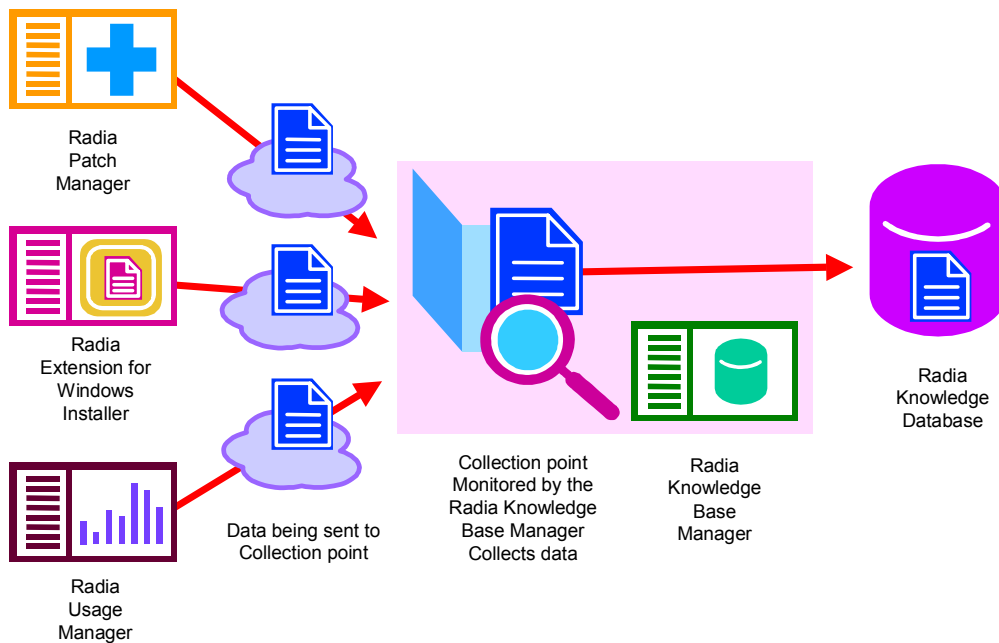 Radia
Patch
Manager
Radia
Extension for
Windows
Installer
Radia
Usage
Manager
Data being sent to
Collection point
Collection point
Monitored by the
Radia Knowledge
Base Manager
Collects data
Radia
Knowledge
Base
Manager
Radia
Knowledge
Database